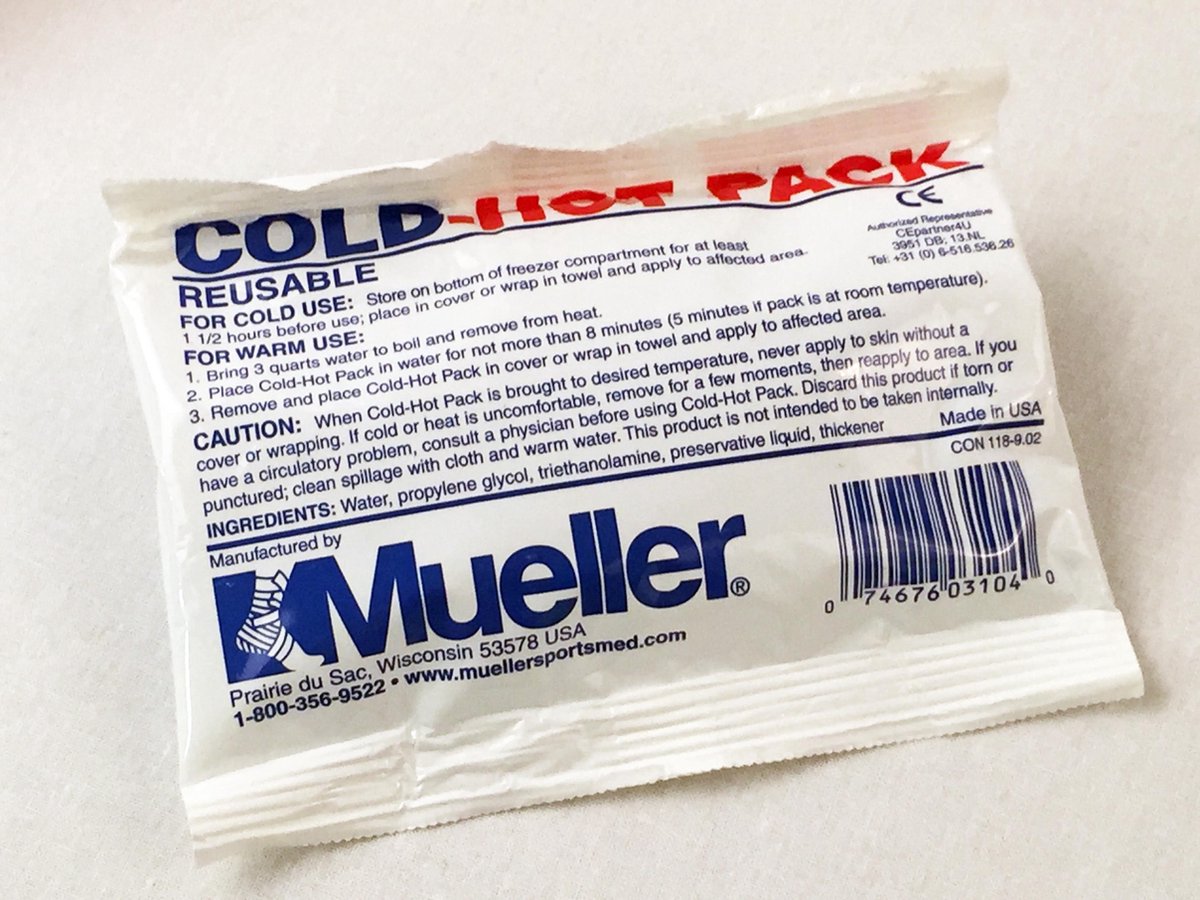 COLD-HOT PACK
REUSABLE
CE
Authorized Representative
CEpartner4U
3951 DB; 13.NL
Tel: +31 (0) 6-516.536.26
FOR COLD USE: Store on bottom of freezer compartment for at least
1 1/2 hours before use; place in cover or wrap in towel and apply to affected area.
FOR WARM USE:
1. Bring 3 quarts water to boil and remove from heat.
2. Place Cold-Hot Pack in water for not more than 8 minutes (5 minutes if pack is at room temperature).
3. Remove and place Cold-Hot Pack in cover or wrap in towel and apply to affected area.
CAUTION: When Cold-Hot Pack is brought to desired temperature, never apply to skin without a
cover or wrapping. If cold or heat is uncomfortable, remove for a few moments, then reapply to area. If you
have a circulatory problem, consult a physician before using Cold-Hot Pack. Discard this product if torn or
punctured; clean spillage with cloth and warm water. This product is not intended to be taken internally.
INGREDIENTS: Water, propylene glycol, triethanolamine, preservative liquid, thickener
Made in USA
CON 118-9.02
Manufactured by
Mueller®
Prairie du Sac, Wisconsin 53578 USA
1-800-356-9522 • www.muellersportsmed.com
0 74676 03104 0